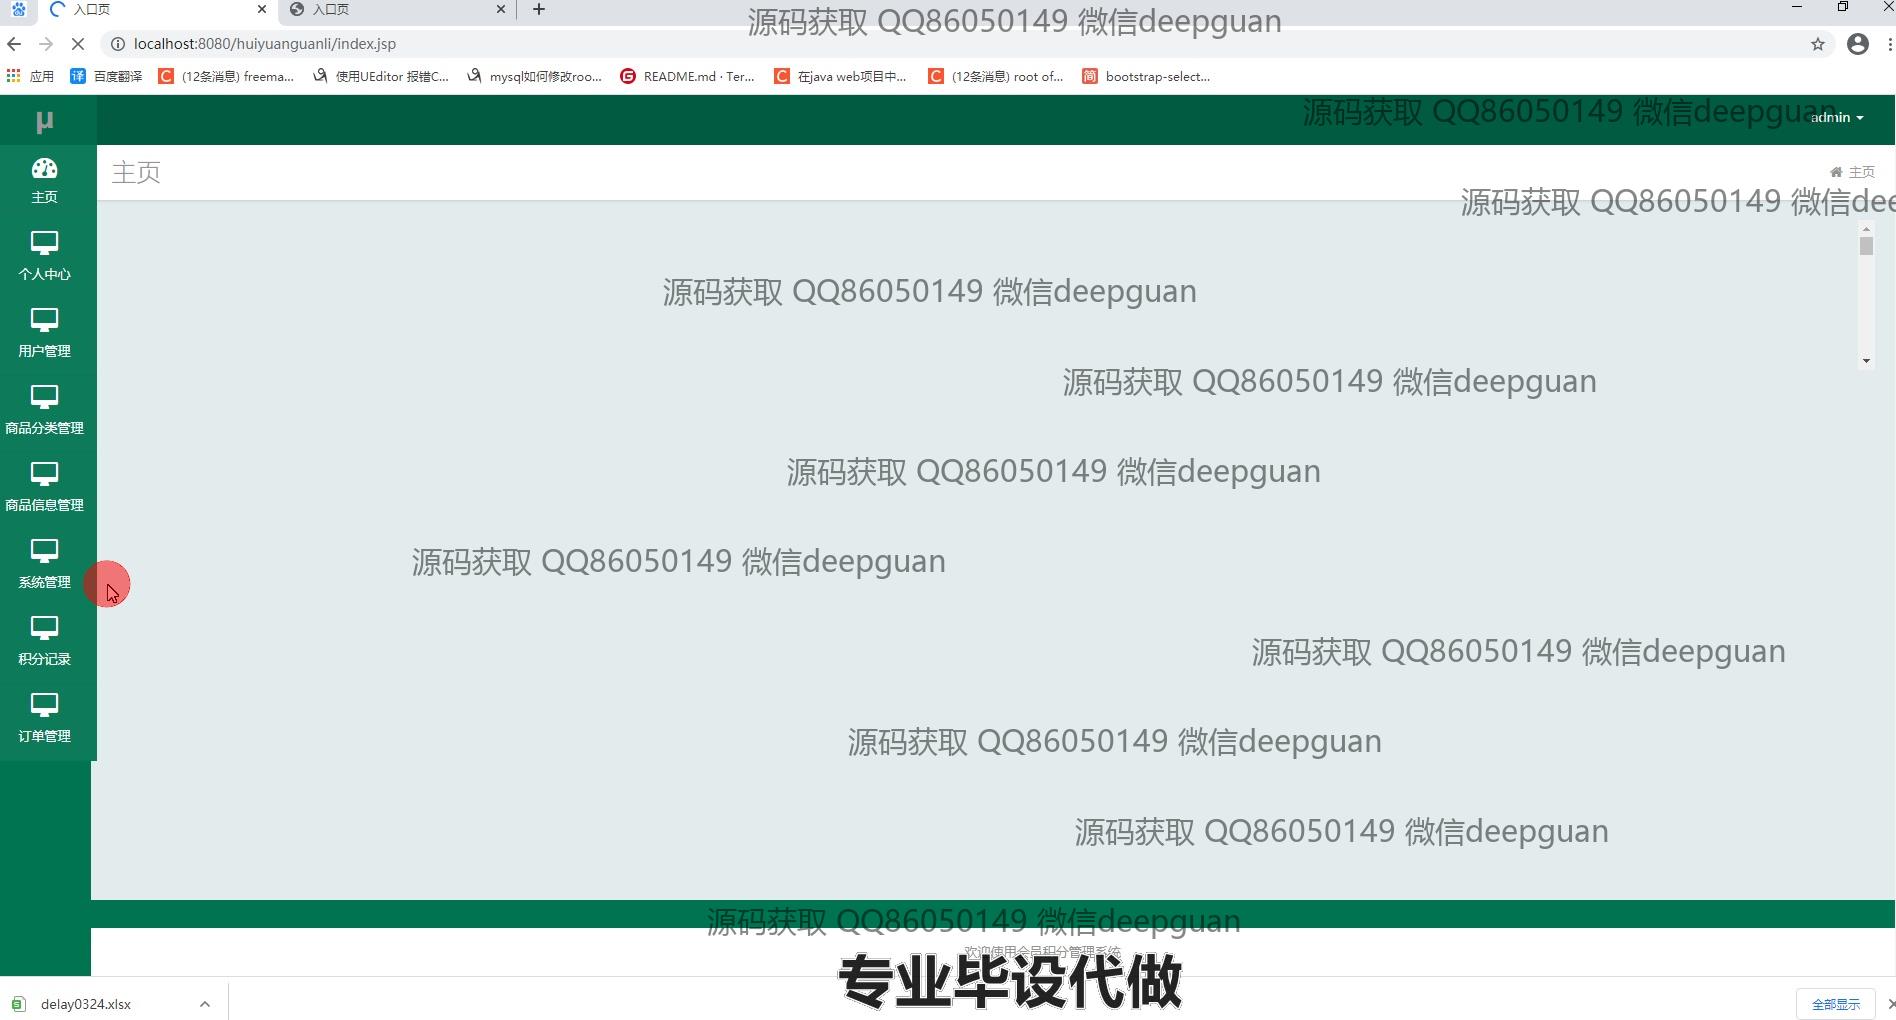 入口页
入口页
源码获取 QQ86050149 微信deepguan
localhost:8080/huiyuanguanli/index.jsp
应用
百度翻译
(12条消息) freema...
使用UEditor 报错C...
mysql如何修改roo...
README.md · Ter...
在java web项目中...
(12条消息) root of...
bootstrap-select...
μ
源码获取 QQ86050149 微信deepguan
admin
主页
主页
主页
源码获取 QQ86050149 微信dee
个人中心
源码获取 QQ86050149 微信deepguan
用户管理
源码获取 QQ86050149 微信deepguan
商品分类管理
源码获取 QQ86050149 微信deepguan
商品信息管理
源码获取 QQ86050149 微信deepguan
系统管理
源码获取 QQ86050149 微信deepguan
积分记录
订单管理
源码获取 QQ86050149 微信deepguan
源码获取 QQ86050149 微信deepguan
源码获取 QQ86050149 微信deepguan
欢迎使用会员积分管理系统
专业毕设代做
delay0324.xlsx
全部显示